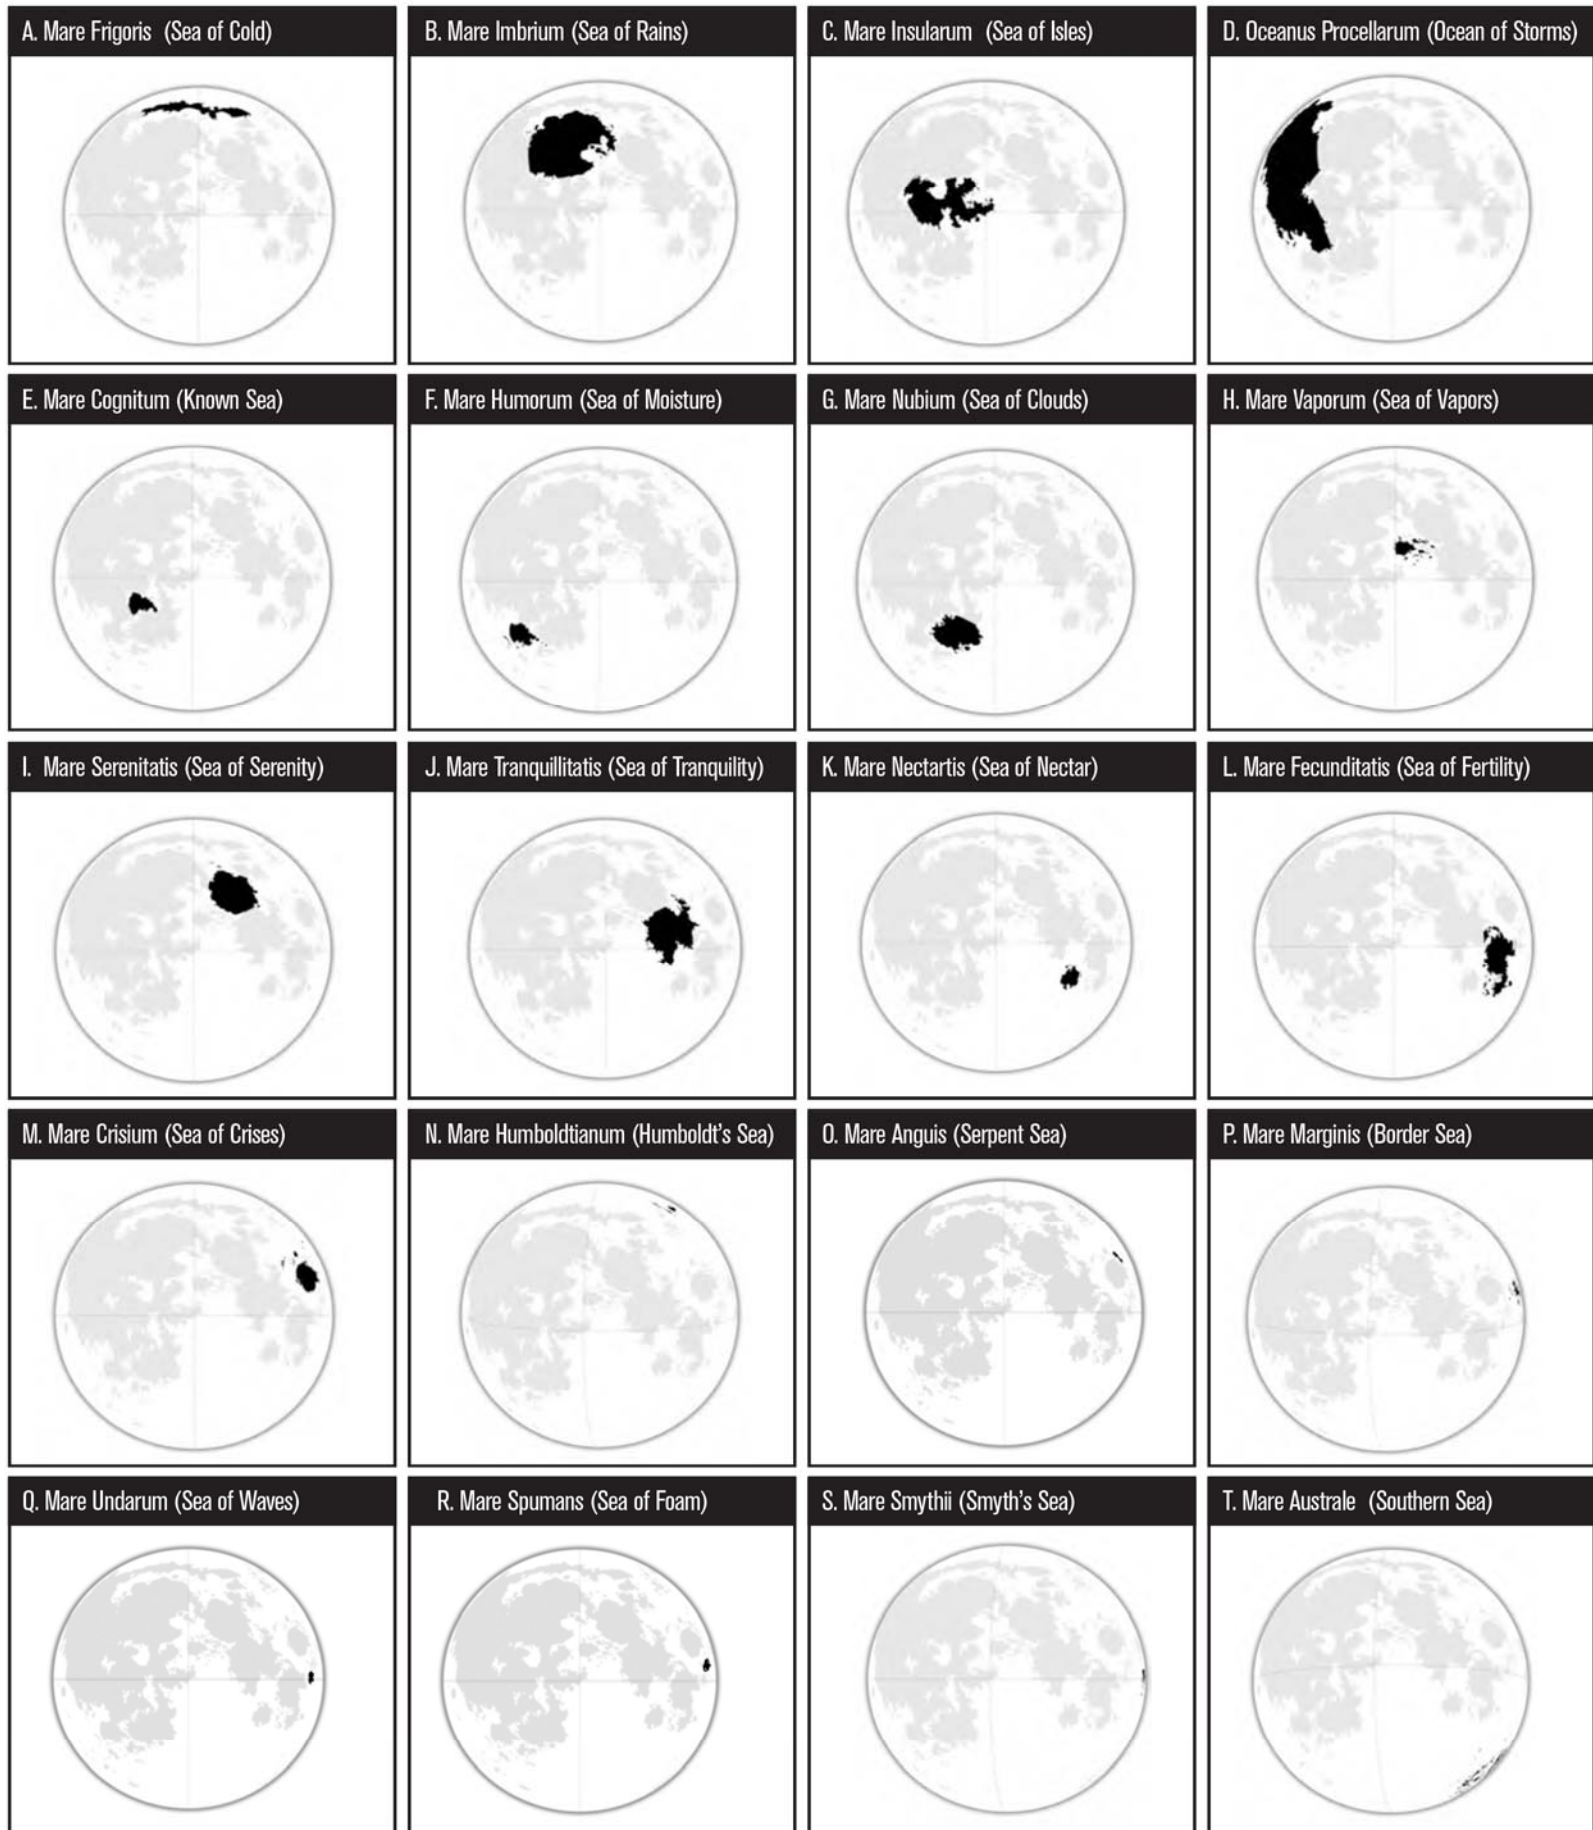 A. Mare Frigoris (Sea of Cold)
B. Mare Imbrium (Sea of Rains)
C. Mare Insularum (Sea of Isles)
D. Oceanus Procellarum (Ocean of Storms)
E. Mare Cognitum (Known Sea)
F. Mare Humorum (Sea of Moisture)
G. Mare Nubium (Sea of Clouds)
H. Mare Vaporum (Sea of Vapors)
I. Mare Serenitatis (Sea of Serenity)
J. Mare Tranquillitatis (Sea of Tranquility)
K. Mare Nectartis (Sea of Nectar)
L. Mare Fecunditatis (Sea of Fertility)
M. Mare Crisium (Sea of Crises)
N. Mare Humboldtianum (Humboldt's Sea)
O. Mare Anguis (Serpent Sea)
P. Mare Marginis (Border Sea)
Q. Mare Undarum (Sea of Waves)
R. Mare Spumans (Sea of Foam)
S. Mare Smythii (Smyth's Sea)
T. Mare Australe (Southern Sea)